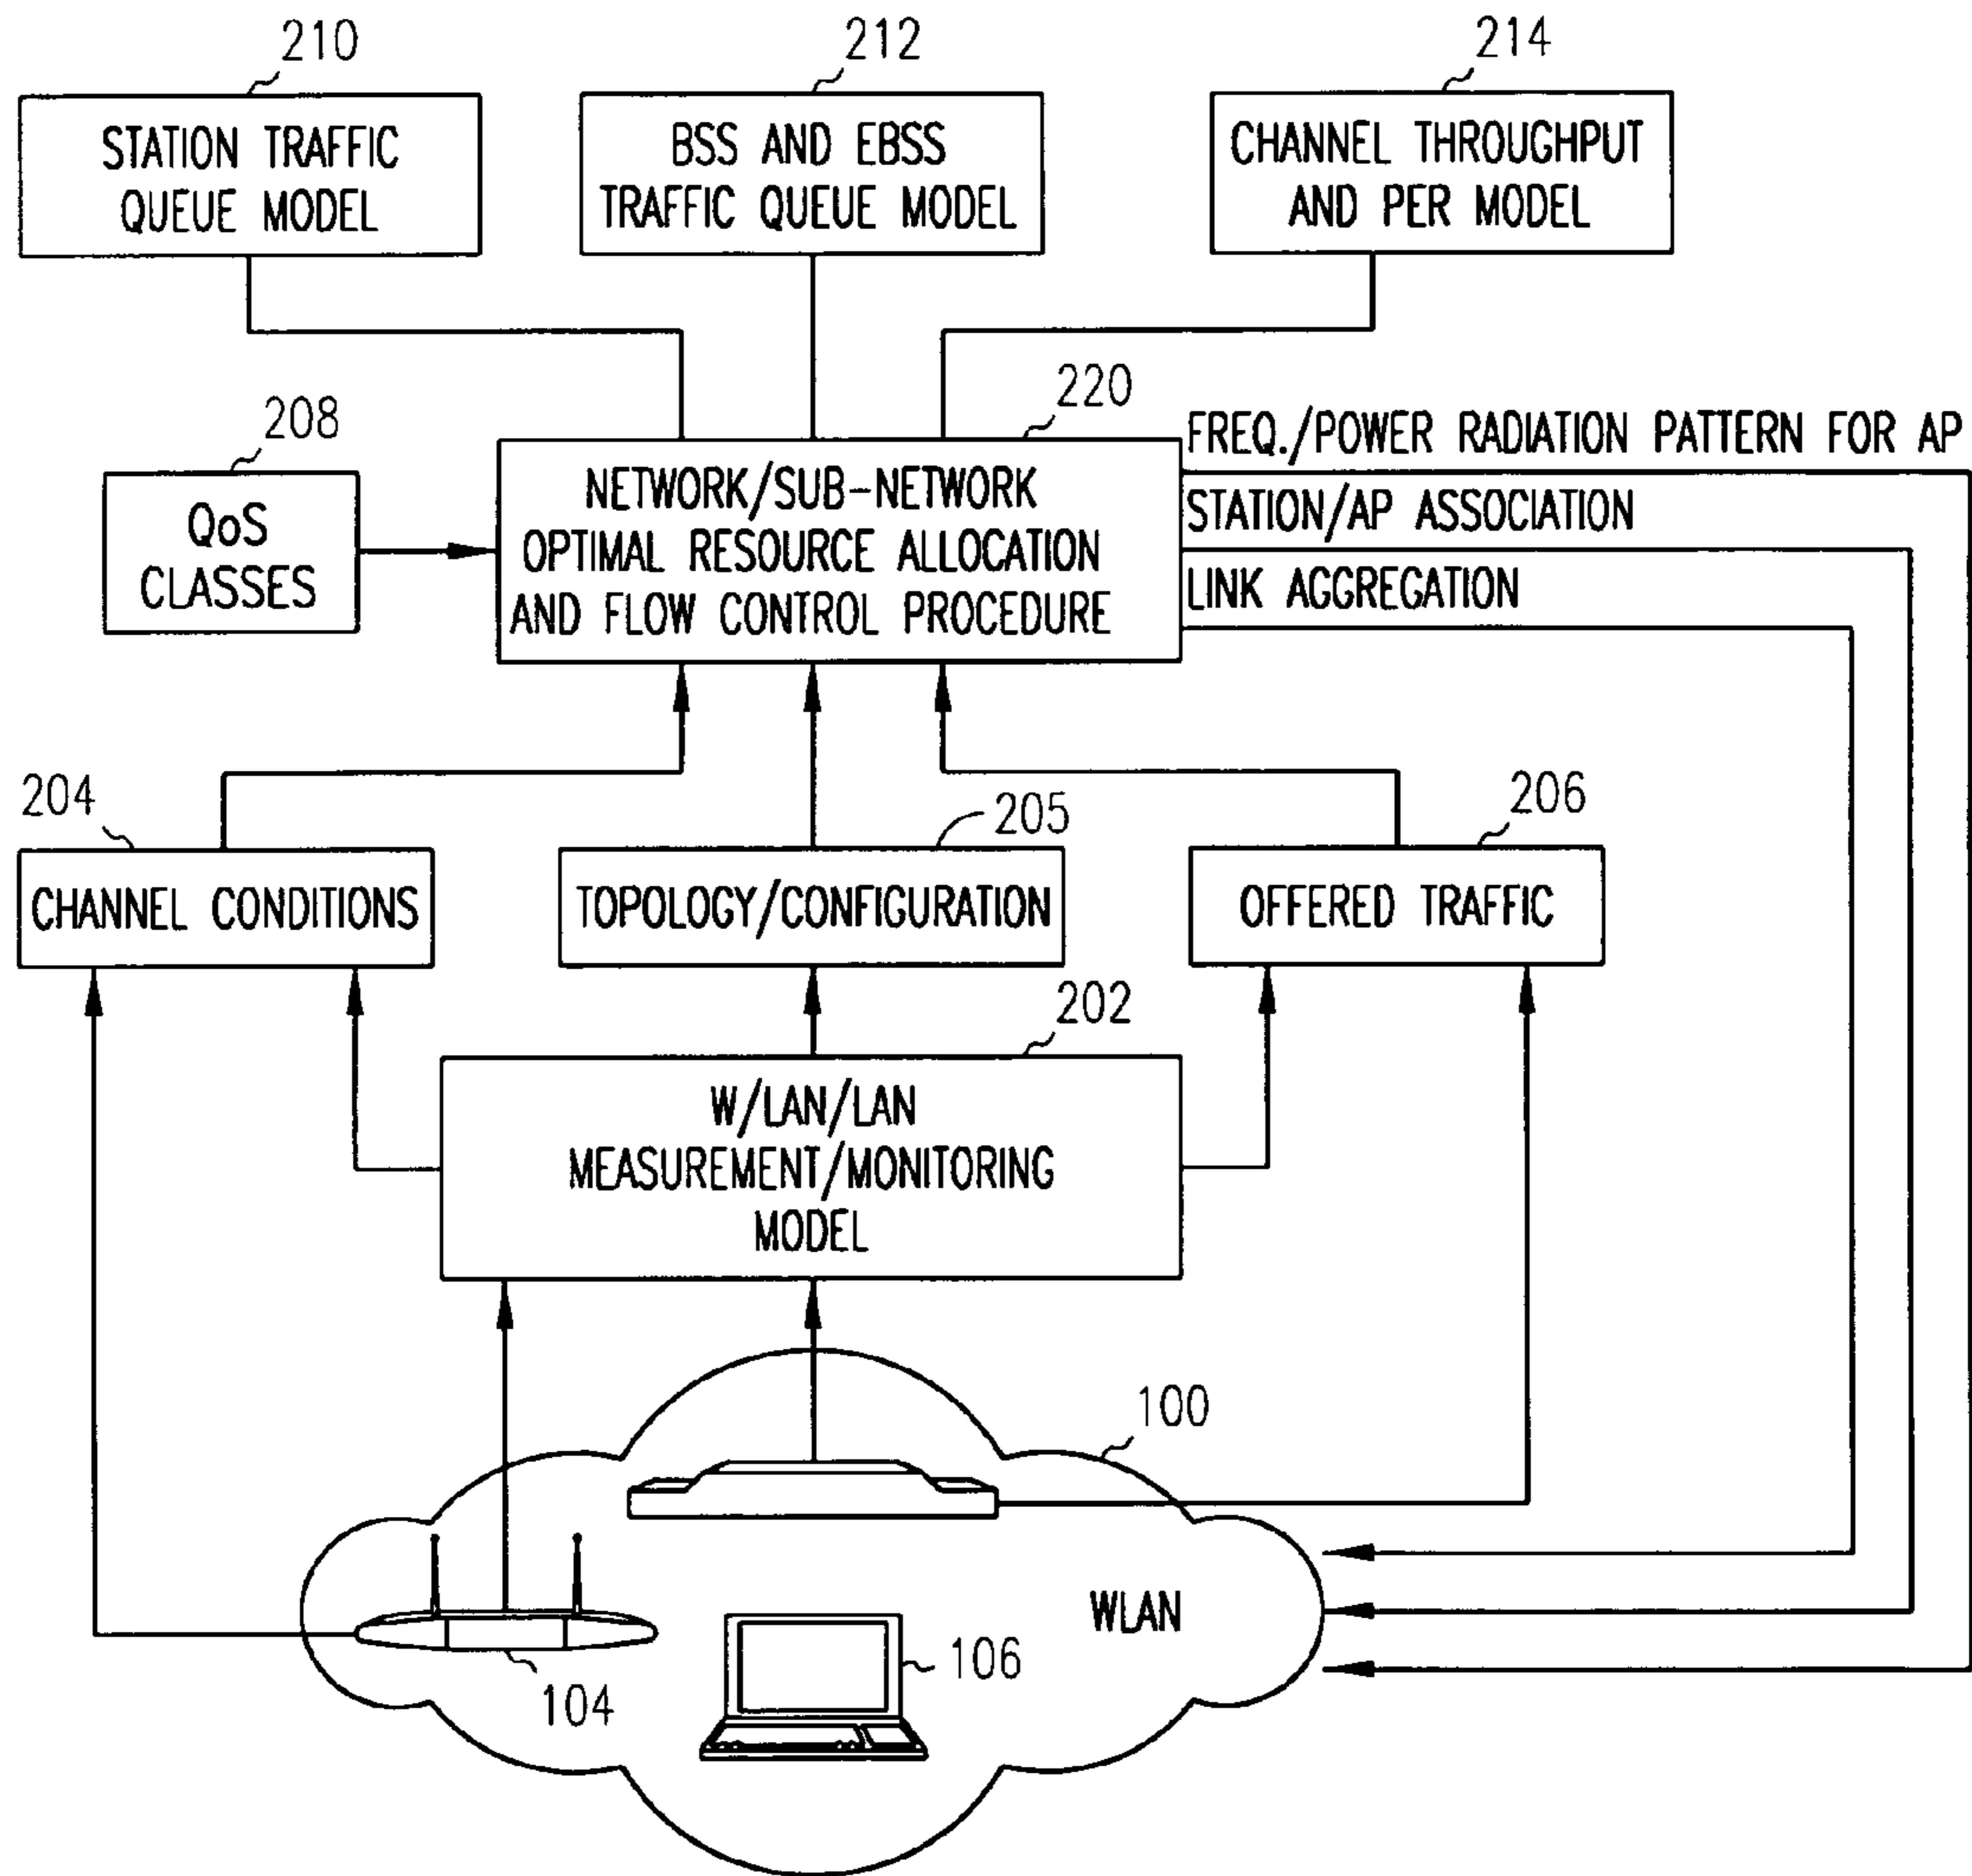 210
212
214
STATION TRAFFIC
QUEUE MODEL
BSS AND EBSS
TRAFFIC QUEUE MODEL
CHANNEL THROUGHPUT
AND PER MODEL
208
220
QoS
CLASSES
NETWORK/SUB-NETWORK
OPTIMAL RESOURCE ALLOCATION
AND FLOW CONTROL PROCEDURE
FREQ./POWER RADIATION PATTERN FOR AP
STATION/AP ASSOCIATION
LINK AGGREGATION
204
205
206
CHANNEL CONDITIONS
TOPOLOGY/CONFIGURATION
OFFERED TRAFFIC
202
W/LAN/LAN
MEASUREMENT/MONITORING
MODEL
100
WLAN
104
106